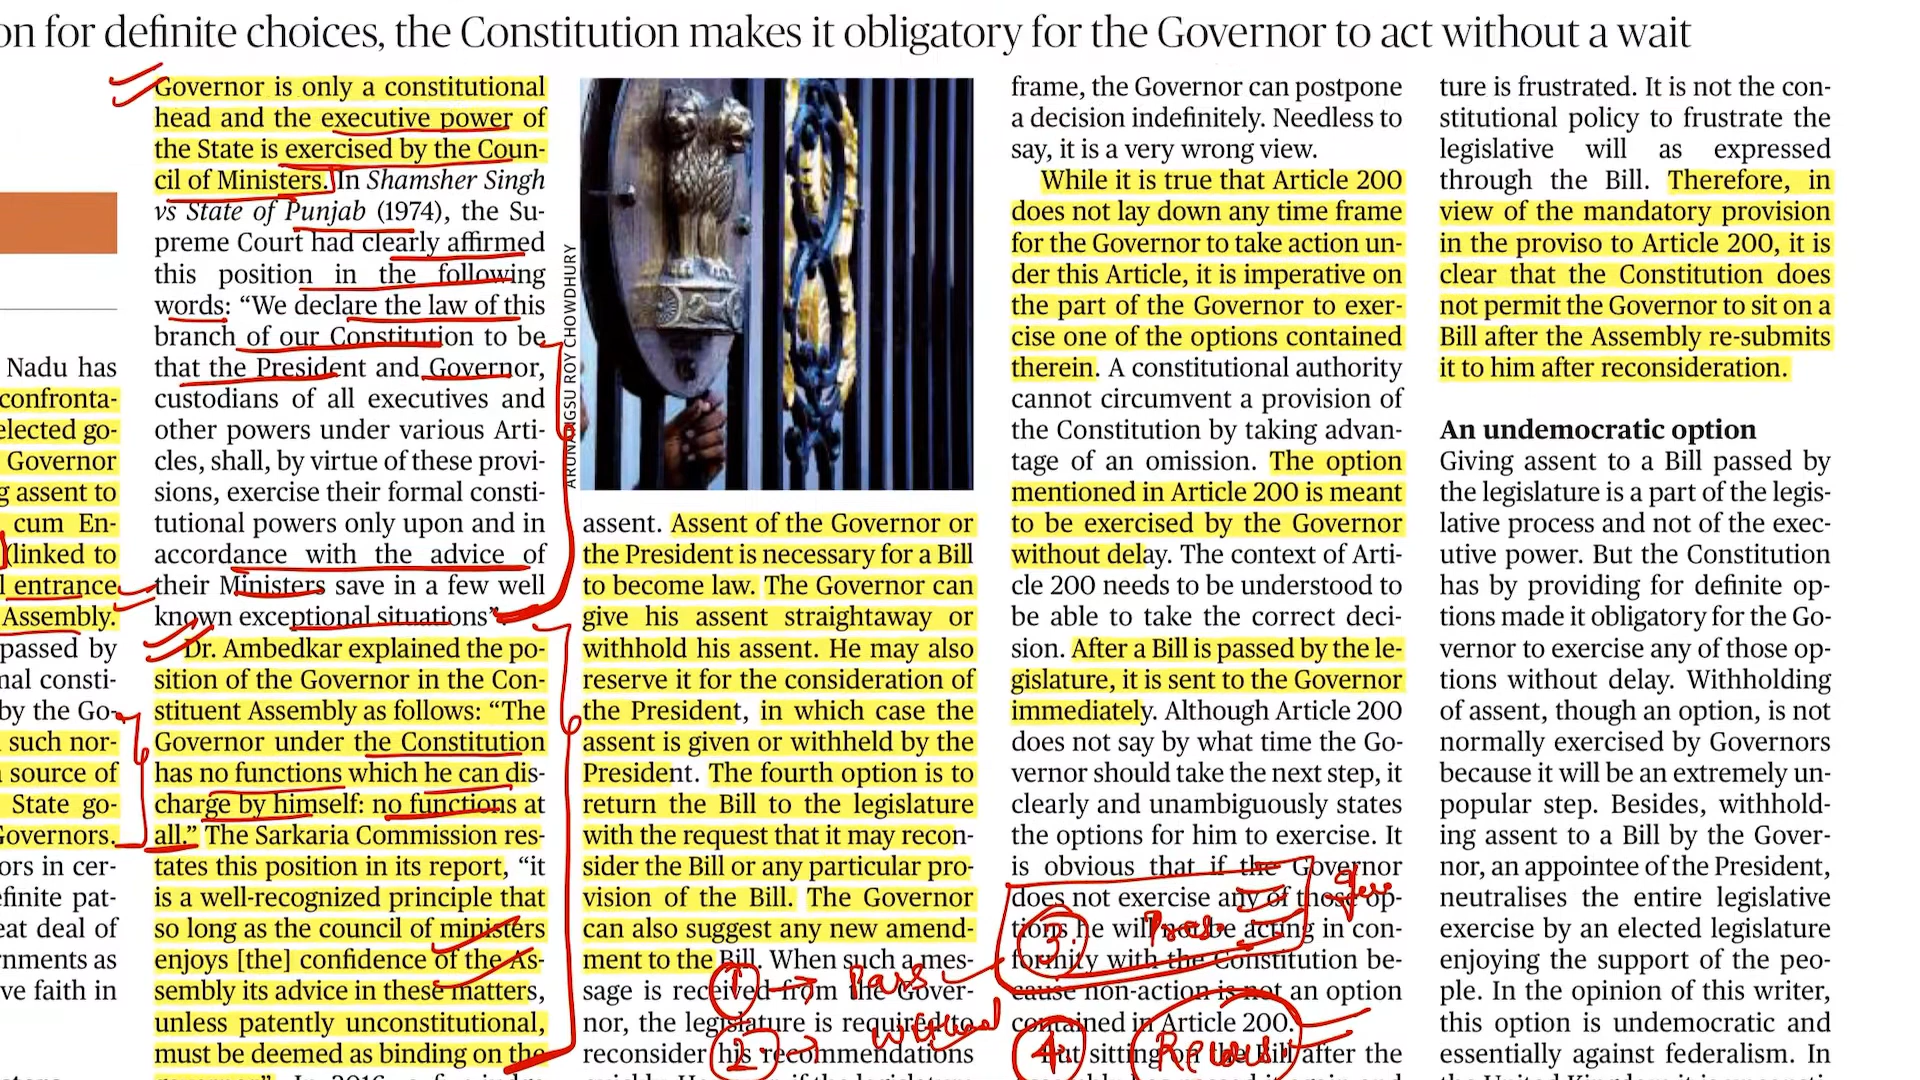 on for definite choices, the Constitution makes it obligatory for the Governor to act without a wait
Nadu has
confronta-
elected go-
Governor
g assent to
cum En-
(linked to
l entrance
Assembly.
passed by
nal consti-
by the Go-
such nor-
source of
State go-
Governors.
ors in cer-
efinite pat-
eat deal of
rnments as
ve faith in
Governor is only a constitutional
head and the executive power of
the State is exercised by the Coun-
cil of Ministers. In Shamsher Singh
vs State of Punjab (1974), the Su-
preme Court had clearly affirmed
this position in the following
words: “We declare the law of this
branch of our Constitution to be
that the President and Governor,
custodians of all executives and
other powers under various Arti-
cles, shall, by virtue of these provi-
sions, exercise their formal consti-
tutional powers only upon and in
accordance with the advice of
their Ministers save in a few well
known exceptional situations”
Dr. Ambedkar explained the po-
sition of the Governor in the Con-
stituent Assembly as follows: “The
Governor under the Constitution
has no functions which he can dis-
charge by himself: no functions at
all.” The Sarkaria Commission res-
tates this position in its report, “it
is a well-recognized principle that
so long as the council of ministers
enjoys [the] confidence of the As-
sembly its advice in these matters,
unless patently unconstitutional,
must be deemed as binding on the
ARUNANGSU ROY CHOWDHURY
assent. Assent of the Governor or
the President is necessary for a Bill
to become law. The Governor can
give his assent straightaway or
withhold his assent. He may also
reserve it for the consideration of
the President, in which case the
assent is given or withheld by the
President. The fourth option is to
return the Bill to the legislature
with the request that it may recon-
sider the Bill or any particular pro-
vision of the Bill. The Governor
can also suggest any new amend-
ment to the Bill. When such a mes-
sage is received from the Gover-
nor, the legislature is required to
reconsider his recommendations
1 → Pass
2 →
frame, the Governor can postpone
a decision indefinitely. Needless to
say, it is a very wrong view.
While it is true that Article 200
does not lay down any time frame
for the Governor to take action un-
der this Article, it is imperative on
the part of the Governor to exer-
cise one of the options contained
therein. A constitutional authority
cannot circumvent a provision of
the Constitution by taking advan-
tage of an omission. The option
mentioned in Article 200 is meant
to be exercised by the Governor
without delay. The context of Arti-
cle 200 needs to be understood to
be able to take the correct deci-
sion. After a Bill is passed by the le-
gislature, it is sent to the Governor
immediately. Although Article 200
does not say by what time the Go-
vernor should take the next step, it
clearly and unambiguously states
the options for him to exercise. It
is obvious that if the Governor
does not exercise any of those op-
tions he will not be acting in con-
formity with the Constitution be-
cause non-action is not an option
contained in Article 200.
But sitting on the Bill after the
3. Pres.
4.
ture is frustrated. It is not the con-
stitutional policy to frustrate the
legislative will as expressed
through the Bill. Therefore, in
view of the mandatory provision
in the proviso to Article 200, it is
clear that the Constitution does
not permit the Governor to sit on a
Bill after the Assembly re-submits
it to him after reconsideration.
An undemocratic option
Giving assent to a Bill passed by
the legislature is a part of the legis-
lative process and not of the exec-
utive power. But the Constitution
has by providing for definite op-
tions made it obligatory for the Go-
vernor to exercise any of those op-
tions without delay. Withholding
of assent, though an option, is not
normally exercised by Governors
because it will be an extremely un-
popular step. Besides, withhold-
ing assent to a Bill by the Gover-
nor, an appointee of the President,
neutralises the entire legislative
exercise by an elected legislature
enjoying the support of the peo-
ple. In the opinion of this writer,
this option is undemocratic and
essentially against federalism. In